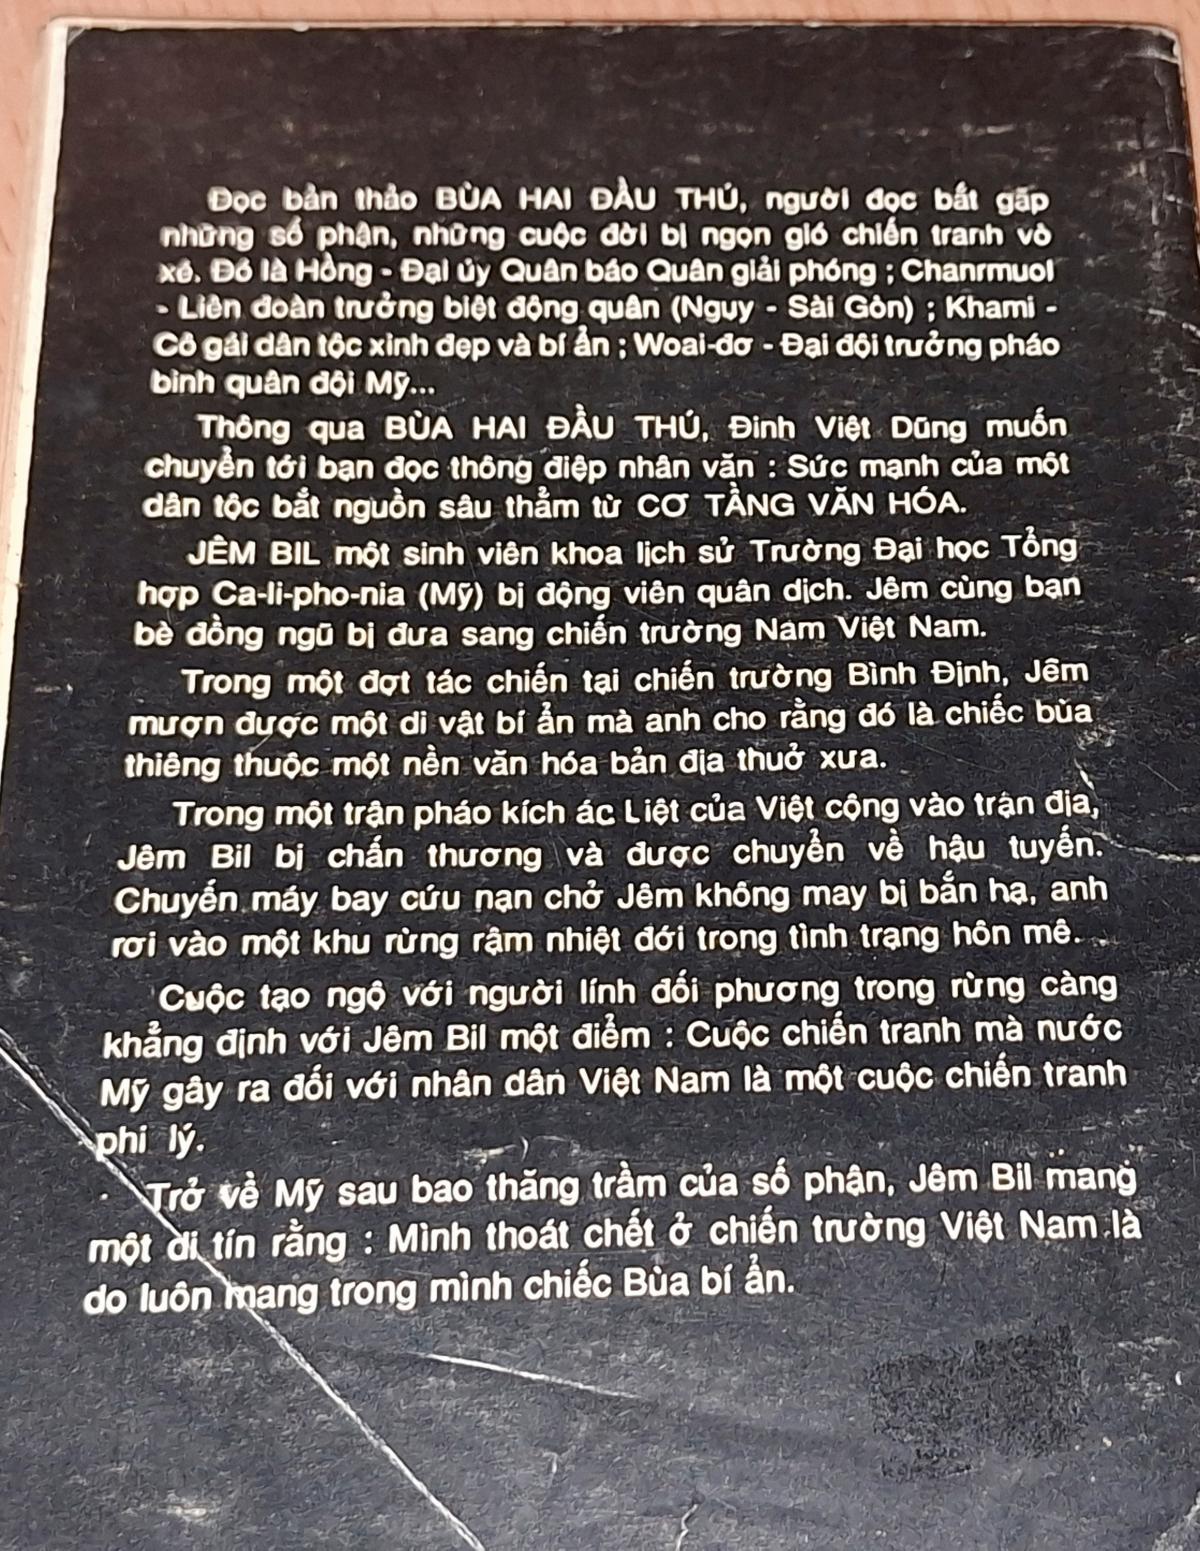 Đọc bản thảo BÙA HAI ĐẦU THÚ, người đọc bắt gặp
những số phận, những cuộc đời bị ngọn gió chiến tranh vò
xé. Đó là Hồng - Đại úy Quân báo Quân giải phóng ; Chanrmuol
- Liên đoàn trưởng biệt động quân (Ngụy - Sài Gòn) ; Khami -
Cô gái dân tộc xinh đẹp và bí ẩn ; Woai-đơ - Đại đội trưởng pháo
binh quân đội Mỹ...
Thông qua BÙA HAI ĐẦU THÚ, Đinh Việt Dũng muốn
chuyển tới bạn đọc thông điệp nhân văn : Sức mạnh của một
dân tộc bắt nguồn sâu thẳm từ CƠ TẦNG VĂN HÓA.
JÊM BIL một sinh viên khoa lịch sử Trường Đại học Tổng
hợp Ca-li-pho-nia (Mỹ) bị động viên quân dịch. Jêm cùng bạn
bè đồng ngũ bị đưa sang chiến trường Nam Việt Nam.
Trong một đợt tác chiến tại chiến trường Bình Định, Jêm
mượn được một di vật bí ẩn mà anh cho rằng đó là chiếc bùa
thiêng thuộc một nền văn hóa bản địa thuở xưa.
Trong một trận pháo kích ác Liệt của Việt cộng vào trận địa,
Jêm Bil bị chấn thương và được chuyển về hậu tuyến.
Chuyến máy bay cứu nạn chở Jêm không may bị bắn hạ, anh
rơi vào một khu rừng rậm nhiệt đới trong tình trạng hôn mê.
Cuộc tạo ngộ với người lính đối phương trong rừng càng
khẳng định với Jêm Bil một điểm : Cuộc chiến tranh mà nước
Mỹ gây ra đối với nhân dân Việt Nam là một cuộc chiến tranh
phi lý.
Trở về Mỹ sau bao thăng trầm của số phận, Jêm Bil mang
một di tín rằng : Mình thoát chết ở chiến trường Việt Nam là
do luôn mang trong mình chiếc Bùa bí ẩn.